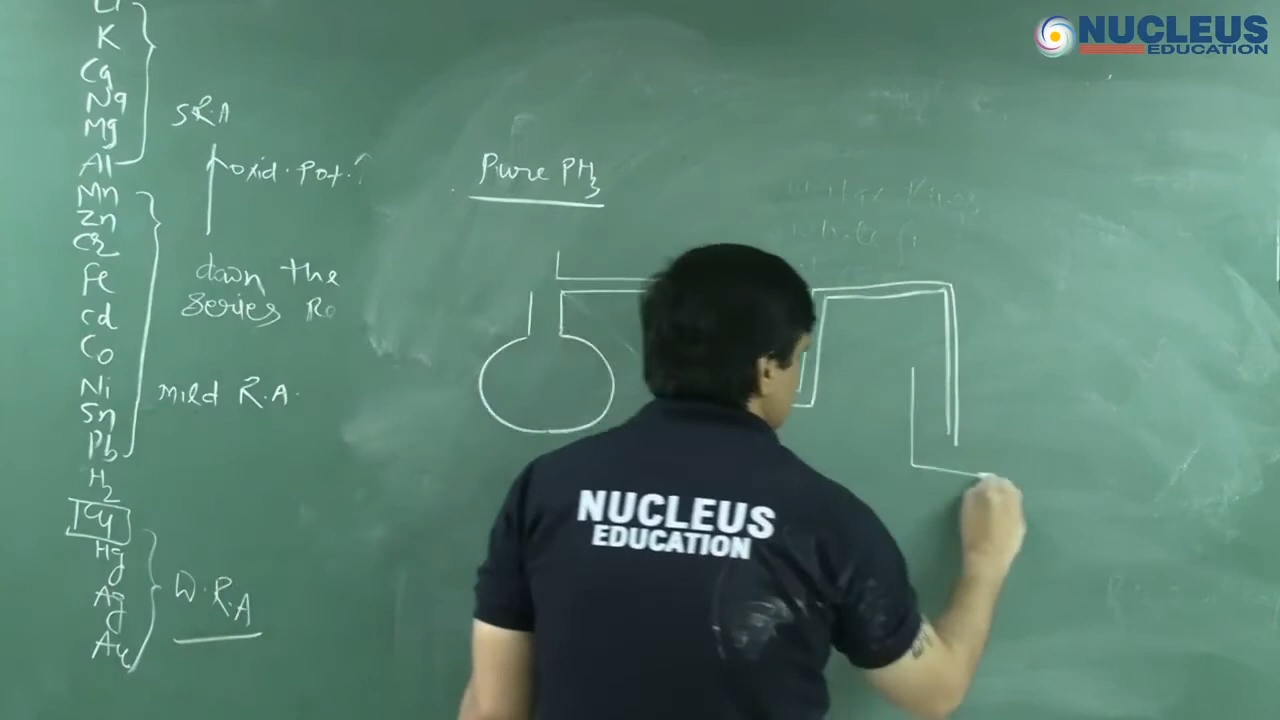 NUCLEUS
EDUCATION
K
Ca
Na
Mg
Al
Mn
Zn
Cr
Fe
Cd
Co
Ni
Sn
Pb
H2
Cu
Hg
Ag
Au
S.R.A
oxid. pot. ↑
down the
series Re
mild R.A.
W.R.A
Pure PH3
NUCLEUS
EDUCATION